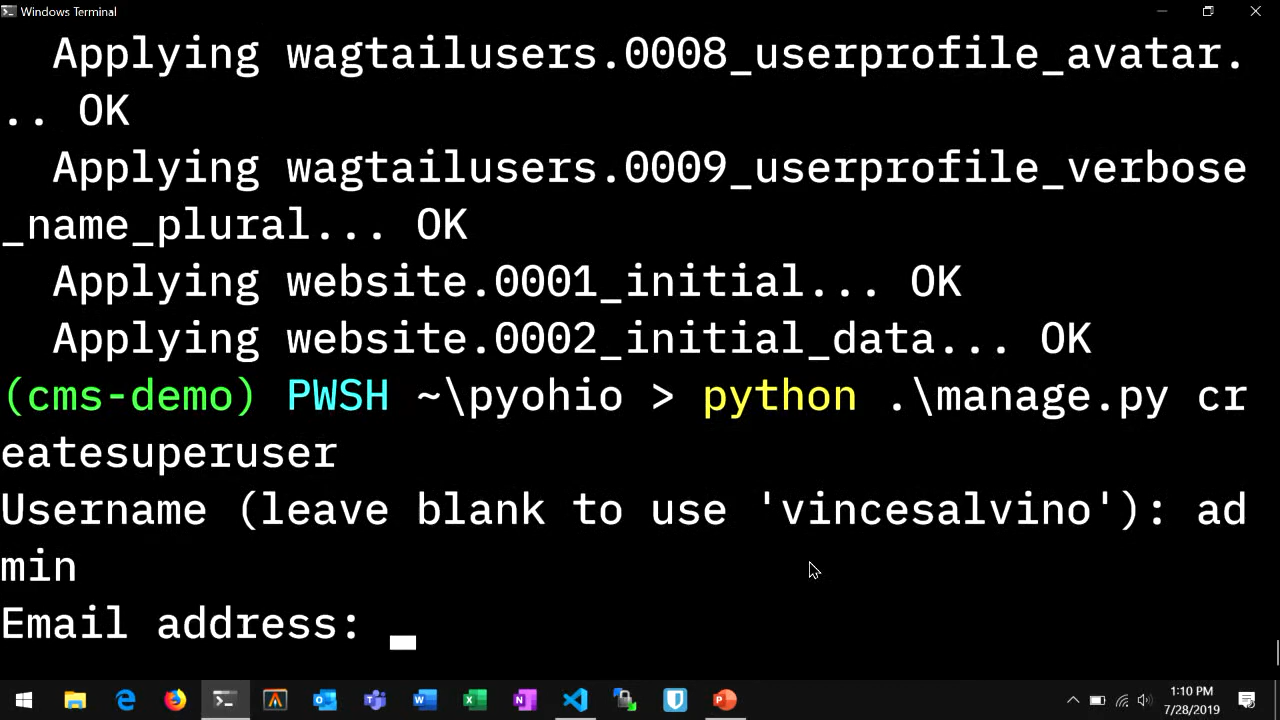 Windows Terminal
Applying wagtailusers.0008_userprofile_avatar.
.. OK
Applying wagtailusers.0009_userprofile_verbose
_name_plural... OK
Applying website.0001_initial... OK
Applying website.0002_initial_data... OK
(cms-demo) PWSH ~\pyohio > python .\manage.py cr
eatesuperuser
Username (leave blank to use 'vincesalvino'): ad
min
Email address:
1:10 PM
7/28/2019